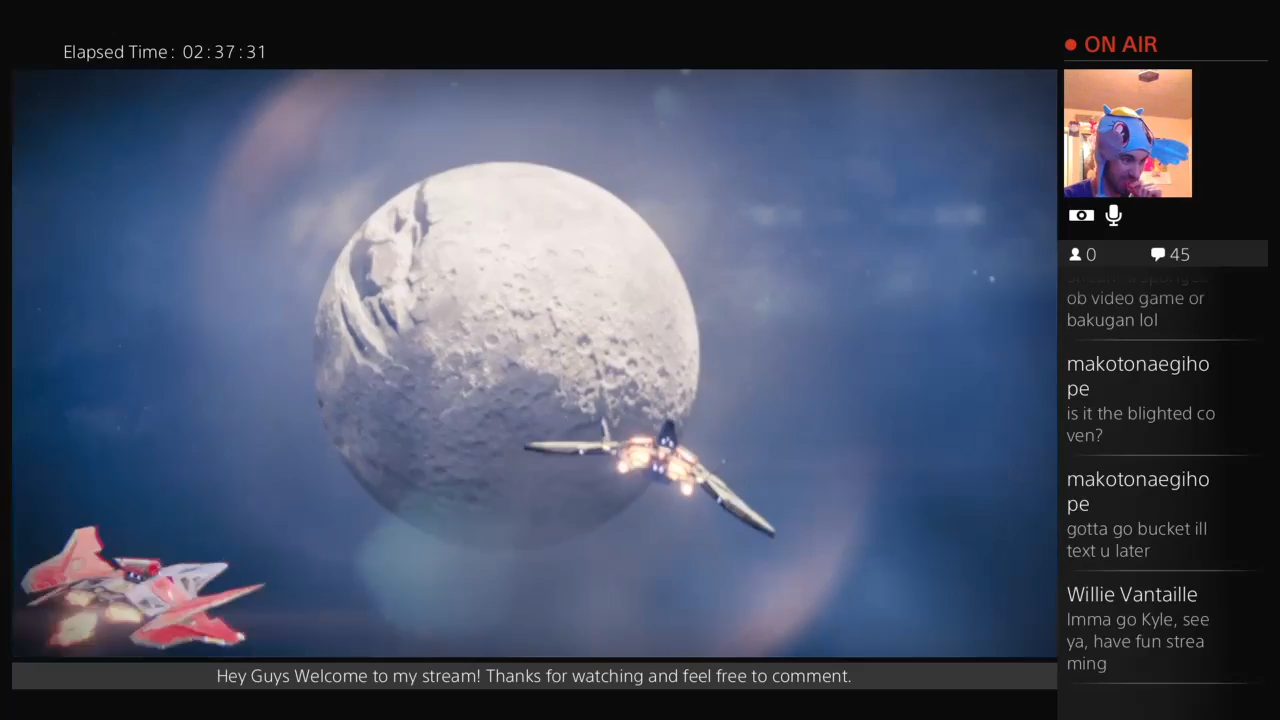 Elapsed Time: 02:37:31
ON AIR
0 45
ob video game or
bakugan lol
makotonaegiho
pe
is it the blighted co
ven?
makotonaegiho
pe
gotta go bucket ill
text u later
Willie Vantaille
Imma go Kyle, see
ya, have fun strea
ming
Hey Guys Welcome to my stream! Thanks for watching and feel free to comment.